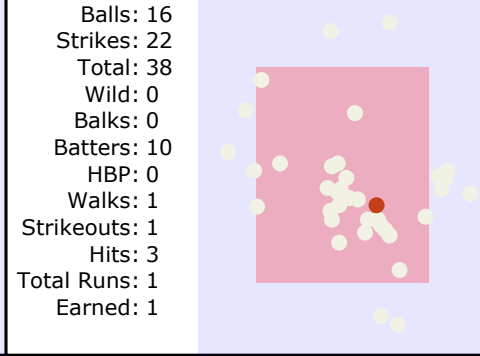 Balls: 16
Strikes: 22
Total: 38
Wild: 0
Balks: 0
Batters: 10
HBP: 0
Walks: 1
Strikeouts: 1
Hits: 3
Total Runs: 1
Earned: 1